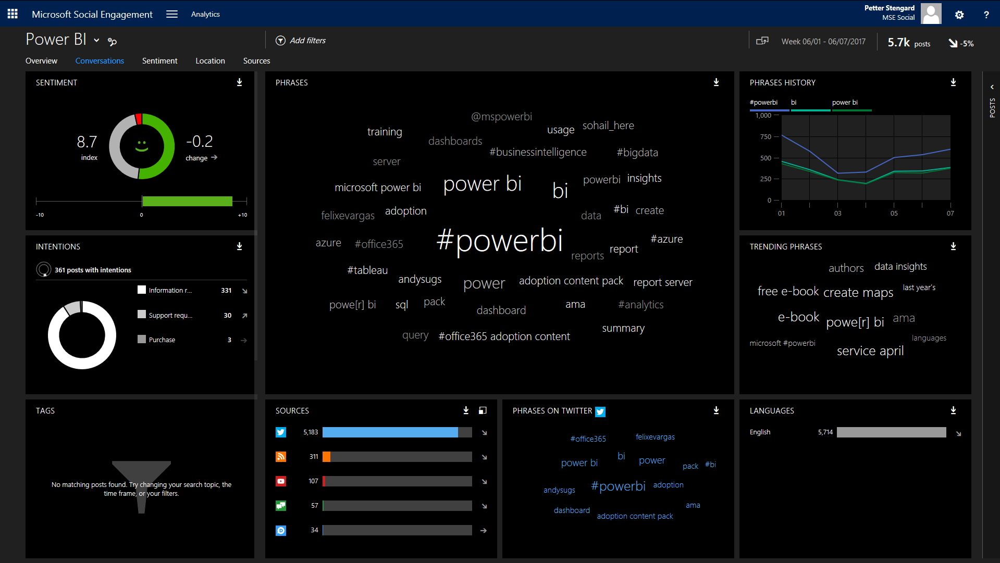 Microsoft Social Engagement
Analytics
Petter Stengard
MSE Social
?
Power BI
Add filters
Week 06/01 - 06/07/2017
5.7k posts
-5%
Overview
Conversations
Sentiment
Location
Sources
SENTIMENT
8.7
index
-0.2
change
-10
0
+10
PHRASES
@mspowerbi
training
usage
sohail_here
dashboards
#businessintelligence
#bigdata
server
power bi
bi
powerbi
insights
microsoft power bi
felixevargas
adoption
data
#bi
create
azure
#office365
#powerbi
reports
report
#azure
#tableau
andysugs
power
adoption content pack
report server
powe[r] bi
sql
pack
dashboard
ama
#analytics
query
#office365 adoption content
summary
PHRASES HISTORY
#powerbi
bi
power bi
1,000
750
500
250
0
01
03
05
07
POSTS
INTENTIONS
361 posts with intentions
Information r... 331
Support requ... 30
Purchase 3
TRENDING PHRASES
authors
data insights
free e-book
create maps
last year's
e-book
powe[r] bi
ama
microsoft #powerbi
languages
service april
TAGS
No matching posts found. Try changing your search topic, the
time frame, or your filters.
SOURCES
5,183
311
107
57
34
PHRASES ON TWITTER
#office365
felixevargas
power bi
bi
power
pack
#bi
andysugs
#powerbi
adoption
dashboard
ama
adoption content pack
LANGUAGES
English 5,714